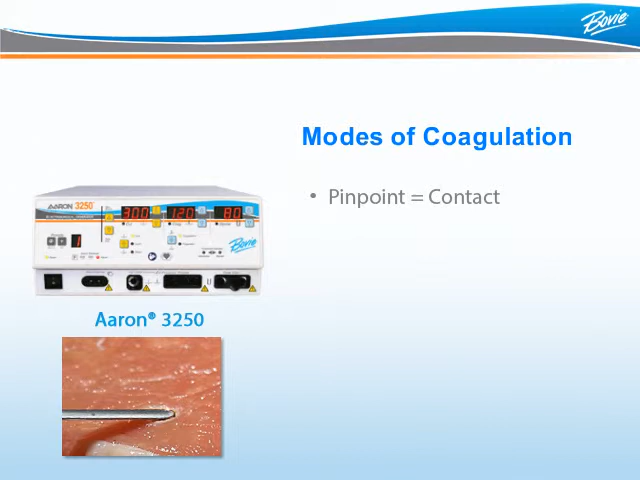 Bovie
Modes of Coagulation
• Pinpoint = Contact
AARON 3250
300 120 80
Bovie
Aaron® 3250